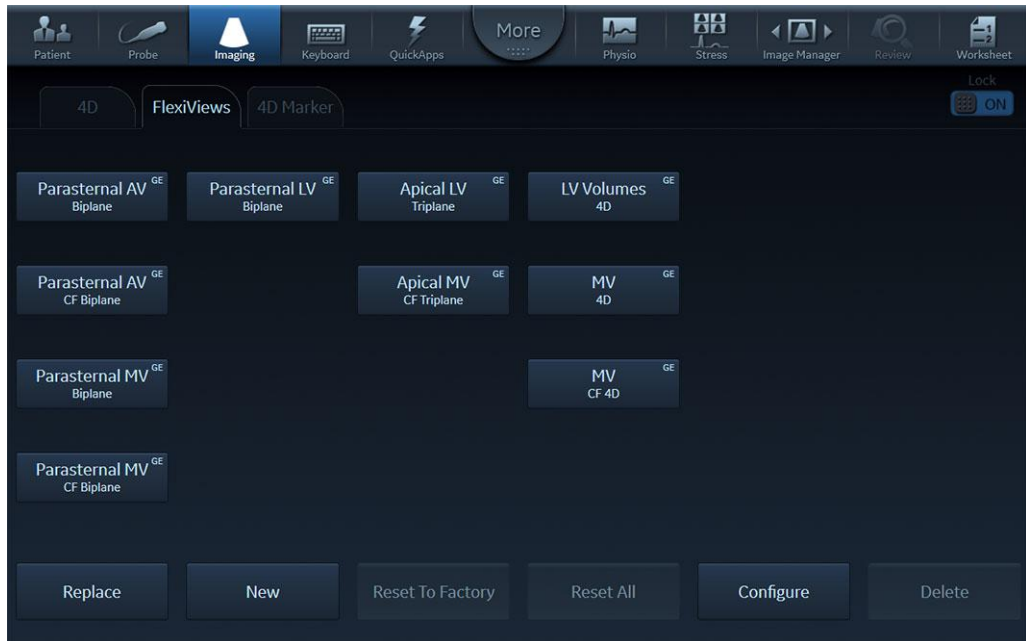 Patient
Probe
Imaging
Keyboard
QuickApps
More
Physio
Stress
Image Manager
Review
Worksheet
4D
FlexiViews
4D Marker
Lock
ON
Parasternal AV GE
Biplane
Parasternal LV GE
Biplane
Apical LV GE
Triplane
LV Volumes GE
4D
Parasternal AV GE
CF Biplane
Apical MV GE
CF Triplane
MV GE
4D
Parasternal MV GE
Biplane
MV GE
CF 4D
Parasternal MV GE
CF Biplane
Replace
New
Reset To Factory
Reset All
Configure
Delete